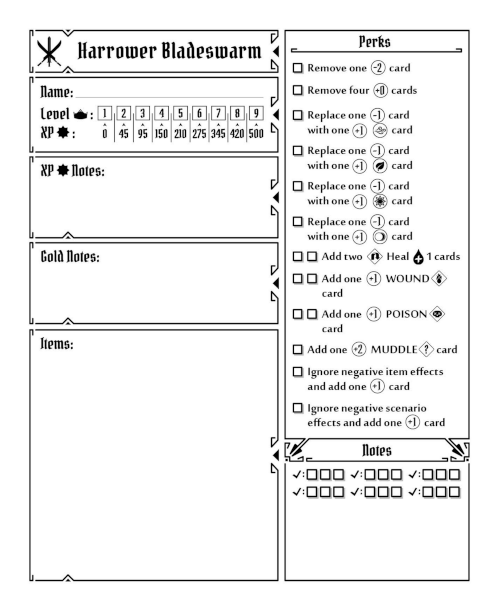 Harrower Bladeswarm
Name:
Level : 1 2 3 4 5 6 7 8 9
XP : 0 45 95 150 210 275 345 420 500
XP Notes:
Gold Notes:
Items:
Perks
Remove one -2 card
Remove four +0 cards
Replace one -1 card
with one +1 card
Replace one -1 card
with one +1 card
Replace one -1 card
with one +1 card
Replace one -1 card
with one +1 card
Add two Heal 1 cards
Add one +1 WOUND
card
Add one +1 POISON
card
Add one +2 MUDDLE ? card
Ignore negative item effects
and add one +1 card
Ignore negative scenario
effects and add one +1 card
Notes
✓: ✓: ✓:
✓: ✓: ✓: